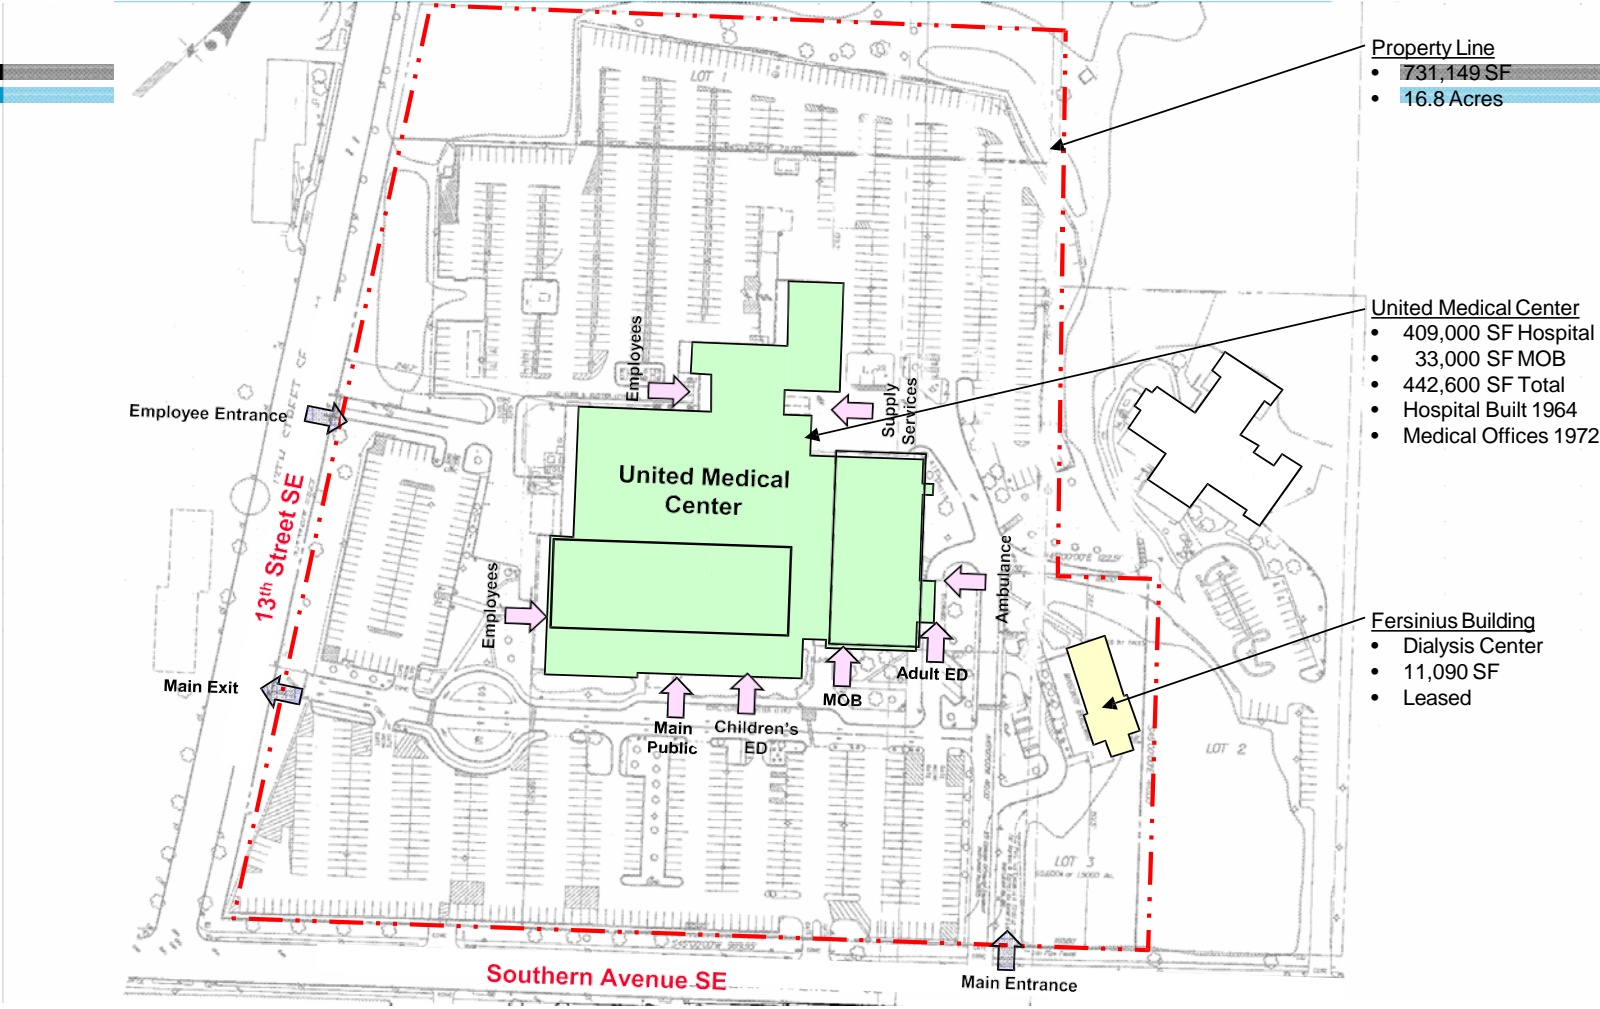 Property Line
• 731,149 SF
• 16.8 Acres
LOT 1
United Medical Center
• 409,000 SF Hospital
• 33,000 SF MOB
• 442,600 SF Total
• Hospital Built 1964
• Medical Offices 1972
Employees
Supply
Services
Employee Entrance
United Medical
Center
13th Street SE
Employees
Ambulance
Fersinius Building
• Dialysis Center
• 11,090 SF
• Leased
Main Exit
Adult ED
MOB
Main
Public
Children's
ED
LOT 2
LOT 3
Southern Avenue SE
Main Entrance